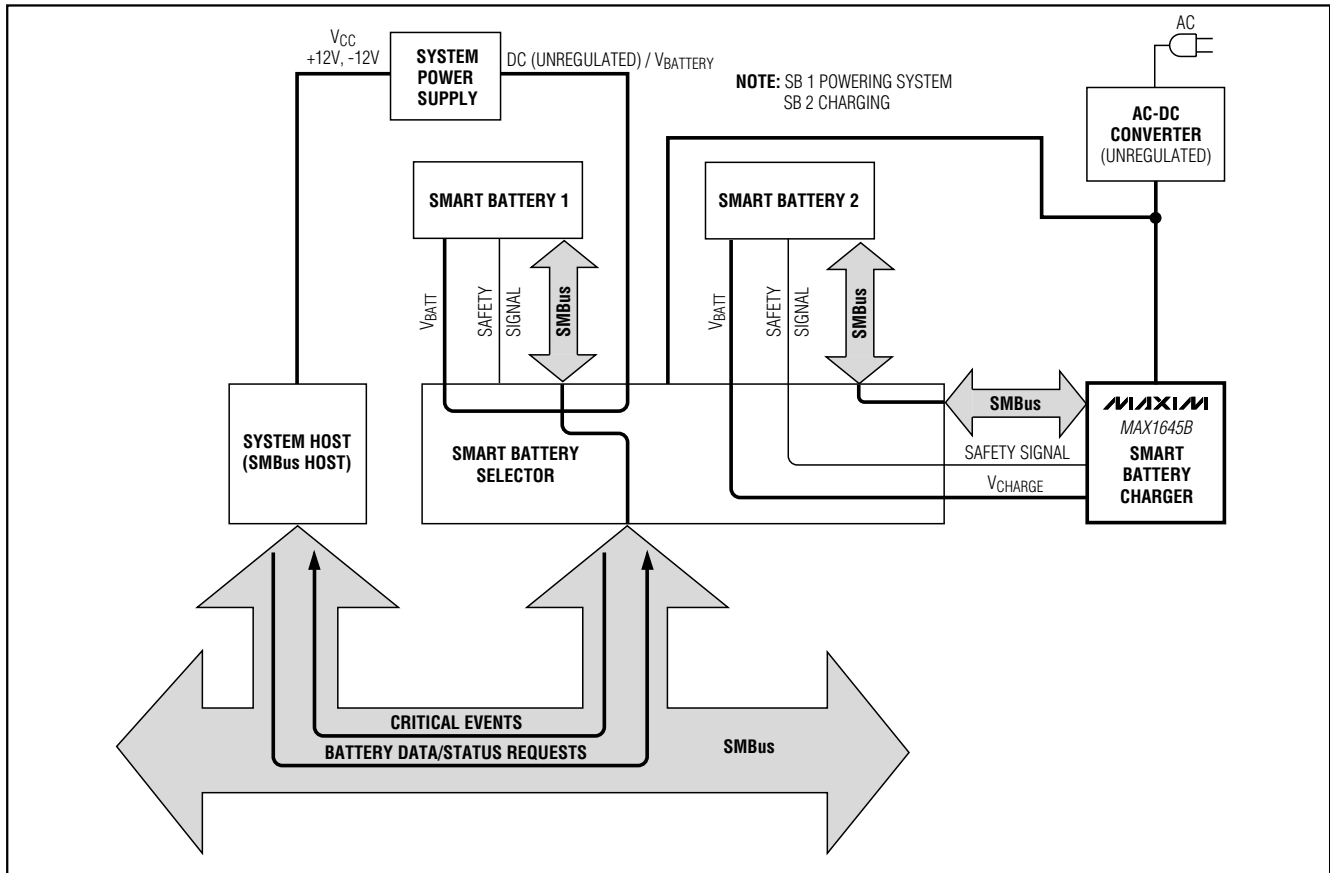 VCC
+12V, -12V
SYSTEM
POWER
SUPPLY
DC (UNREGULATED) / VBATTERY
NOTE: SB 1 POWERING SYSTEM
SB 2 CHARGING
AC
AC-DC
CONVERTER
(UNREGULATED)
SMART BATTERY 1
SMART BATTERY 2
VBATT
SAFETY
SIGNAL
SMBus
VBATT
SAFETY
SIGNAL
SMBus
SYSTEM HOST
(SMBus HOST)
SMART BATTERY
SELECTOR
SMBus
SAFETY SIGNAL
VCHARGE
MAXIM
MAX1645B
SMART
BATTERY
CHARGER
CRITICAL EVENTS
BATTERY DATA/STATUS REQUESTS
SMBus